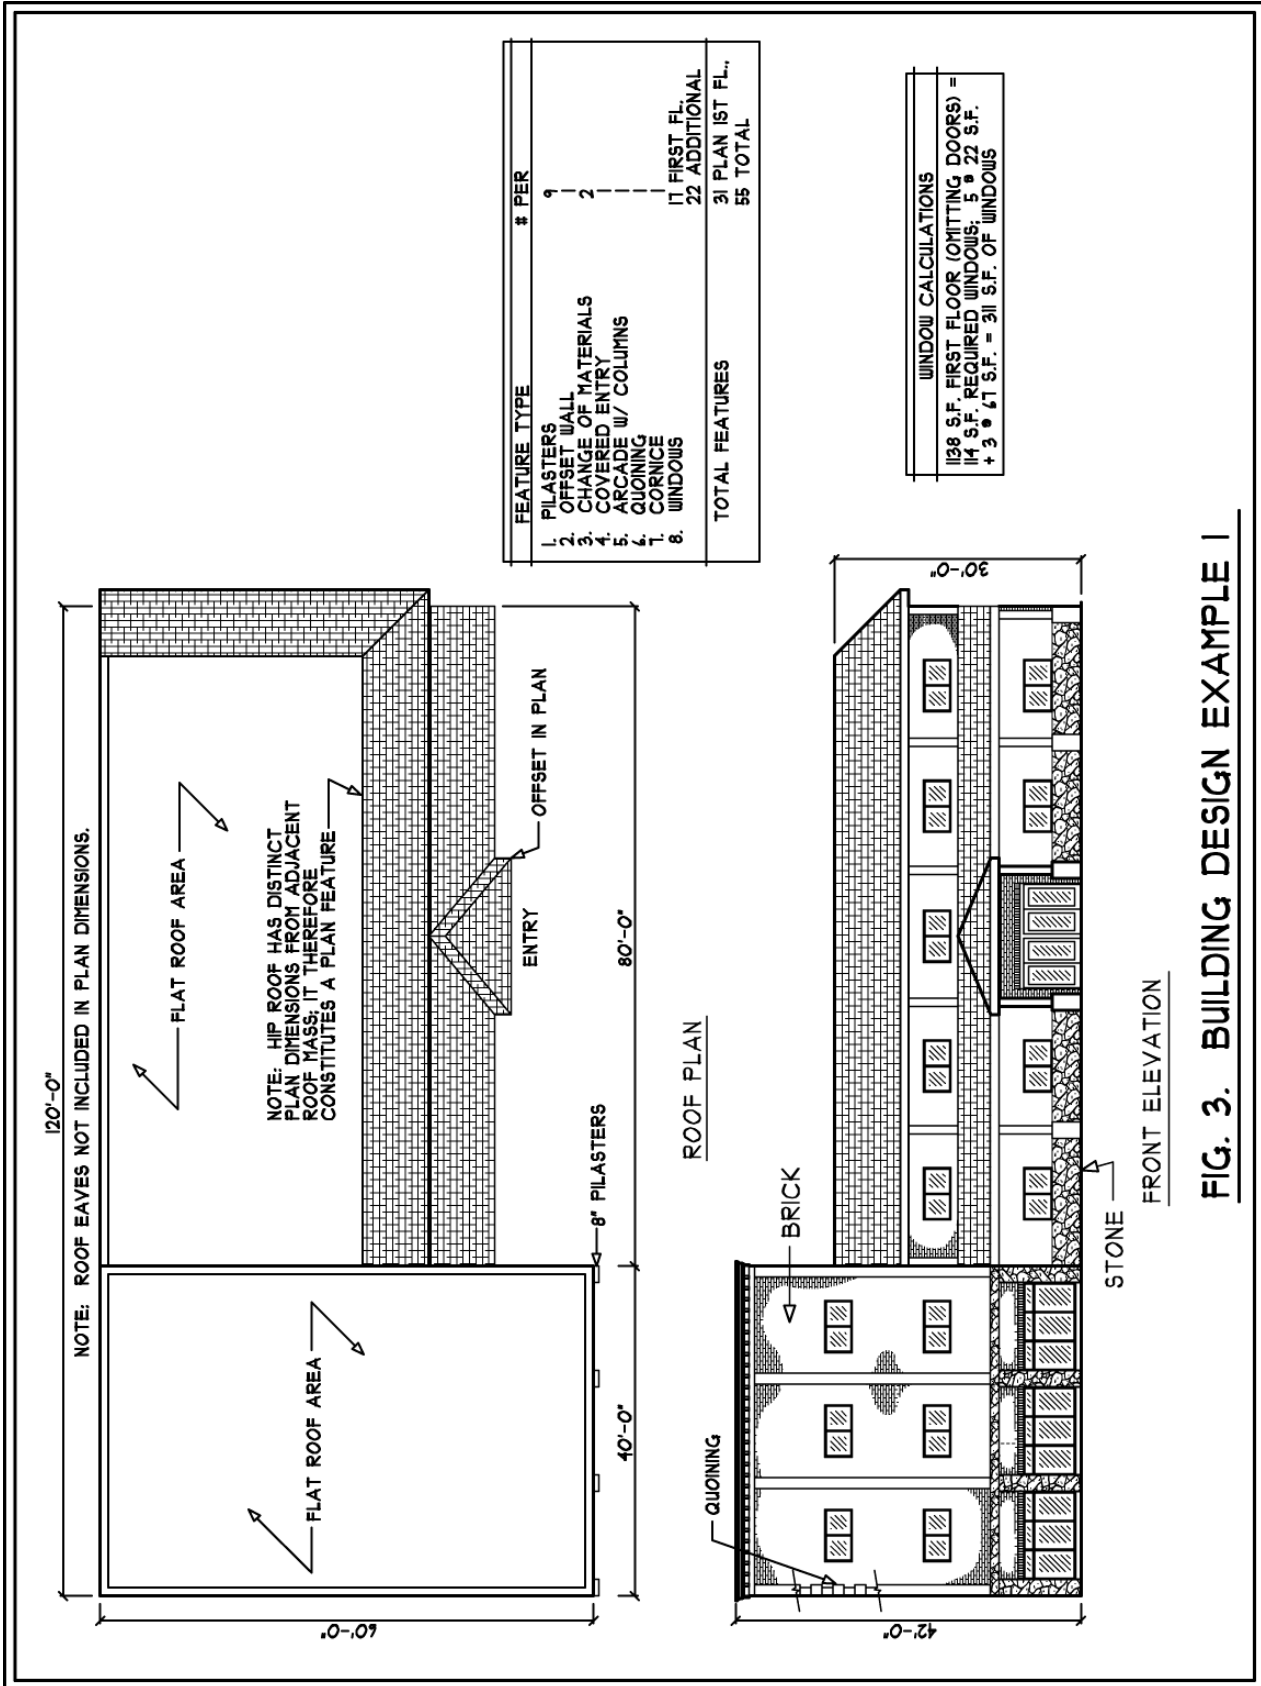 120'-0"
NOTE: ROOF EAVES NOT INCLUDED IN PLAN DIMENSIONS.
FLAT ROOF AREA
FLAT ROOF AREA
NOTE: HIP ROOF HAS DISTINCT
PLAN DIMENSIONS FROM ADJACENT
ROOF MASS; IT THEREFORE
CONSTITUTES A PLAN FEATURE
60'-0"
OFFSET IN PLAN
ENTRY
8" PILASTERS
40'-0"
80'-0"
ROOF PLAN
FEATURE TYPE # PER
1. PILASTERS 9
2. OFFSET WALL 1
3. CHANGE OF MATERIALS 2
4. COVERED ENTRY 1
5. ARCADE W/ COLUMNS 1
6. QUOINING 1
7. CORNICE 1
8. WINDOWS 17 FIRST FL.
22 ADDITIONAL
TOTAL FEATURES 31 PLAN 1ST FL.,
55 TOTAL
QUOINING
BRICK
42'-0"
30'-0"
STONE
FRONT ELEVATION
WINDOW CALCULATIONS
1138 S.F. FIRST FLOOR (OMITTING DOORS) =
114 S.F. REQUIRED WINDOWS; 5 @ 22 S.F.
+ 3 @ 67 S.F. = 311 S.F. OF WINDOWS
FIG. 3. BUILDING DESIGN EXAMPLE 1